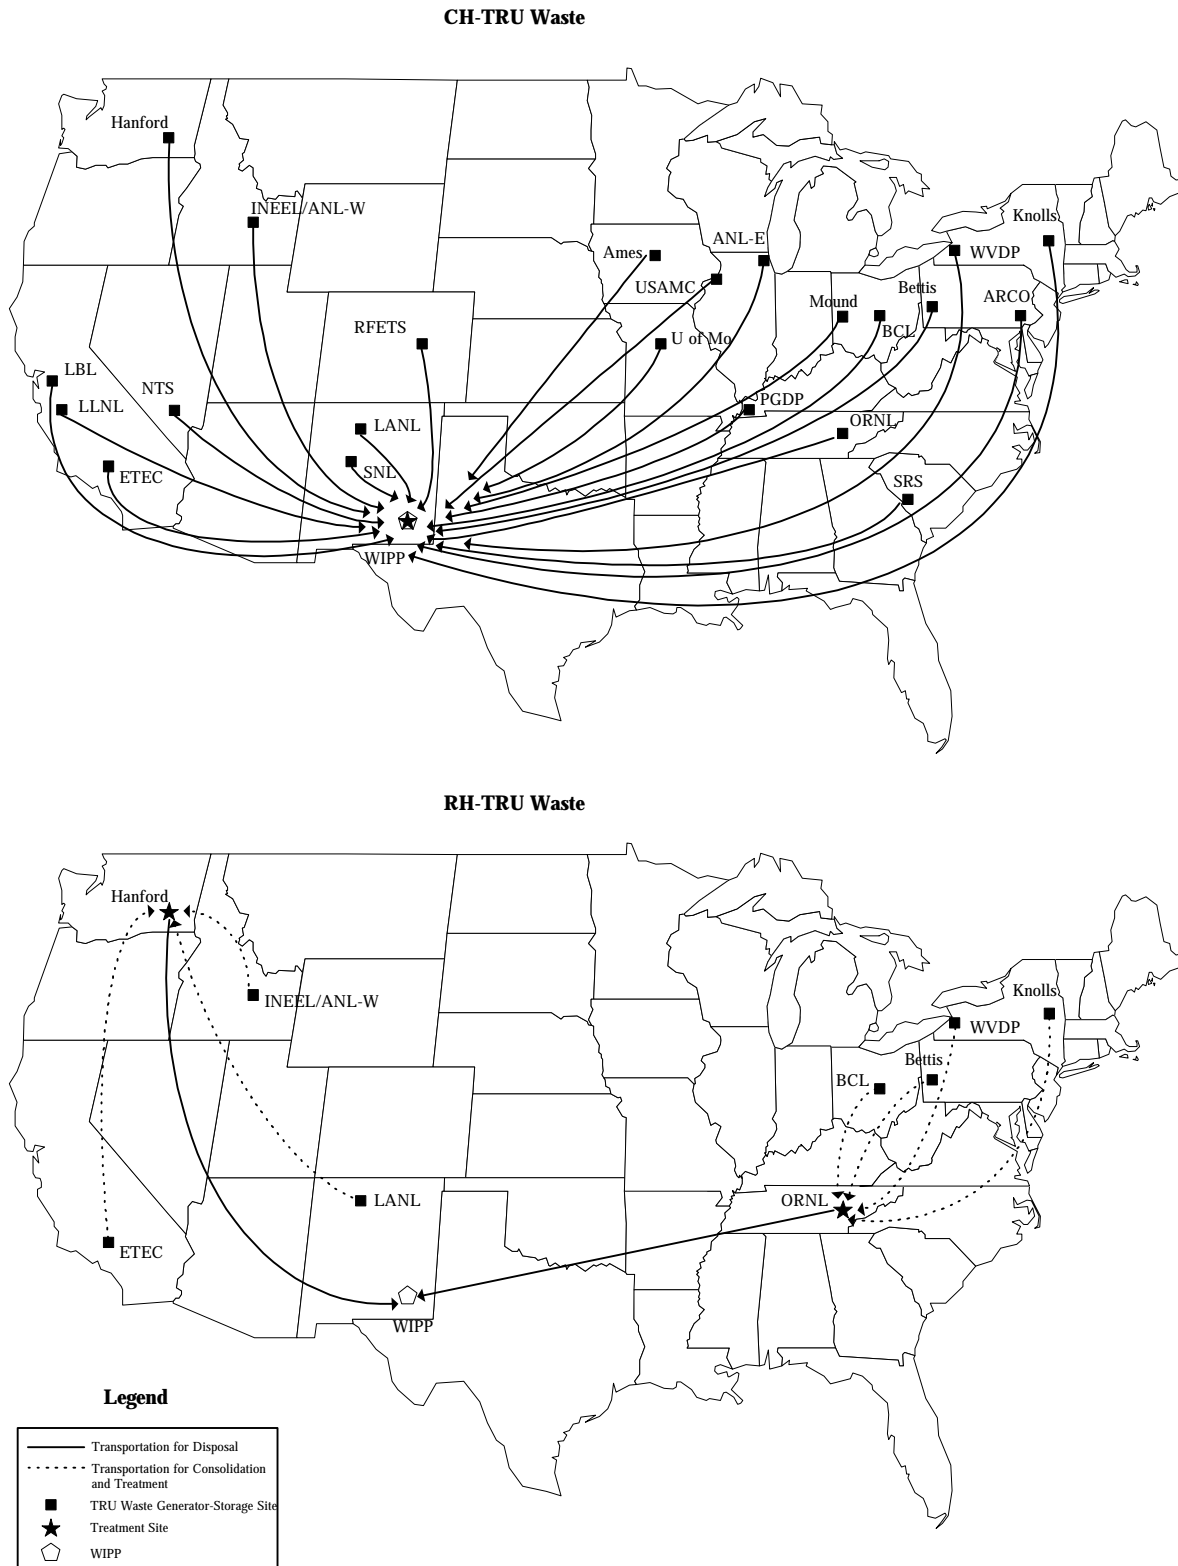 CH-TRU Waste
Hanford
INEEL/ANL-W
Knolls
ANL-E
WVDP
Ames
USAMC
Bettis
ARCO
Mound
BCL
RFETS
U of Mo
LBL
NTS
LLNL
PGDP
LANL
ORNL
ETEC
SNL
SRS
WIPP
RH-TRU Waste
Hanford
INEEL/ANL-W
Knolls
WVDP
Bettis
BCL
LANL
ORNL
ETEC
WIPP
Legend
Transportation for Disposal
Transportation for Consolidation
and Treatment
TRU Waste Generator-Storage Site
Treatment Site
WIPP